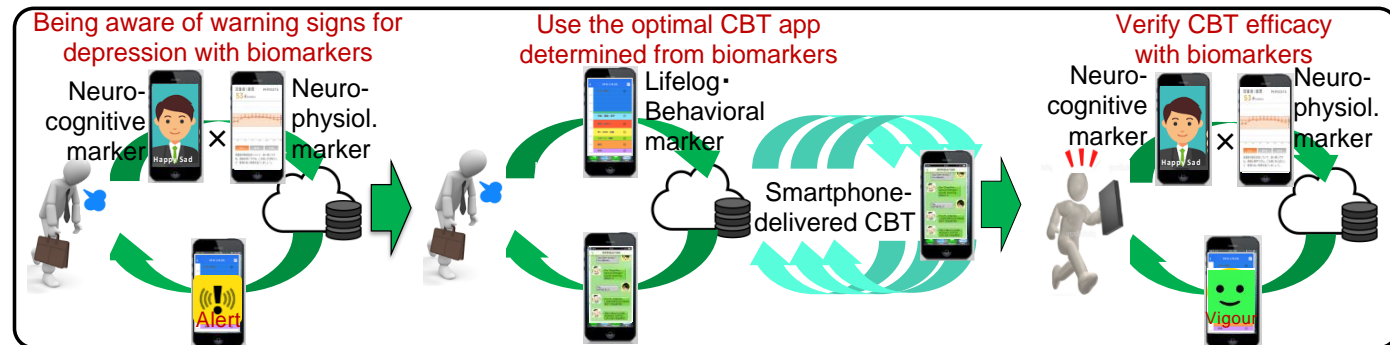 Being aware of warning signs for
depression with biomarkers
Neuro-
cognitive
marker
Happy Sad
×
Neuro-
physiol.
marker
Alert
Use the optimal CBT app
determined from biomarkers
Lifelog・
Behavioral
marker
Smartphone-
delivered CBT
Verify CBT efficacy
with biomarkers
Neuro-
cognitive
marker
Happy Sad
×
Neuro-
physiol.
marker
Vigour